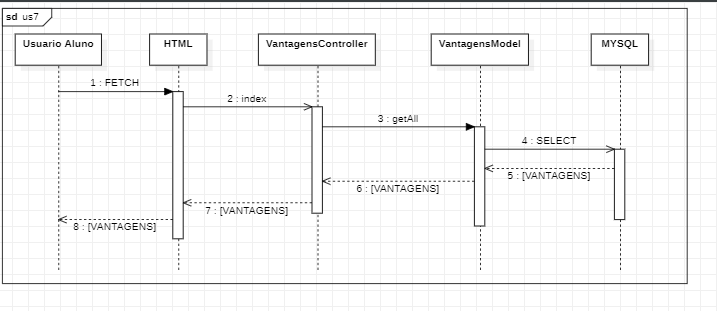 sd us7
Usuario Aluno
HTML
VantagensController
VantagensModel
MYSQL
1 : FETCH
2 : index
3 : getAll
4 : SELECT
5 : [VANTAGENS]
6 : [VANTAGENS]
7 : [VANTAGENS]
8 : [VANTAGENS]